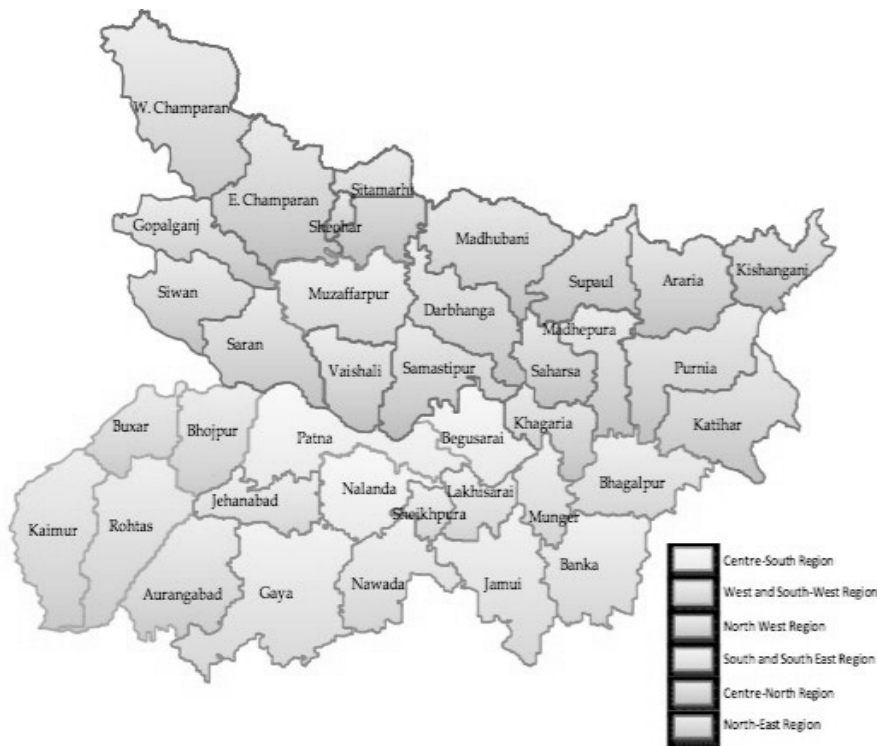 W. Champaran
E. Champaran
Sitamarhi
Sheohar
Gopalganj
Madhubani
Kishanganj
Supaul
Araria
Siwan
Muzaffarpur
Darbhanga
Madhepura
Saran
Vaishali
Samastipur
Saharsa
Purnia
Buxar
Bhojpur
Patna
Begusarai
Khagaria
Katihar
Nalanda
Lakhisarai
Bhagalpur
Jehanabad
Sheikhpura
Munger
Kaimur
Rohtas
Aurangabad
Gaya
Nawada
Jamui
Banka
Centre-South Region
West and South-West Region
North West Region
South and South East Region
Centre-North Region
North-East Region